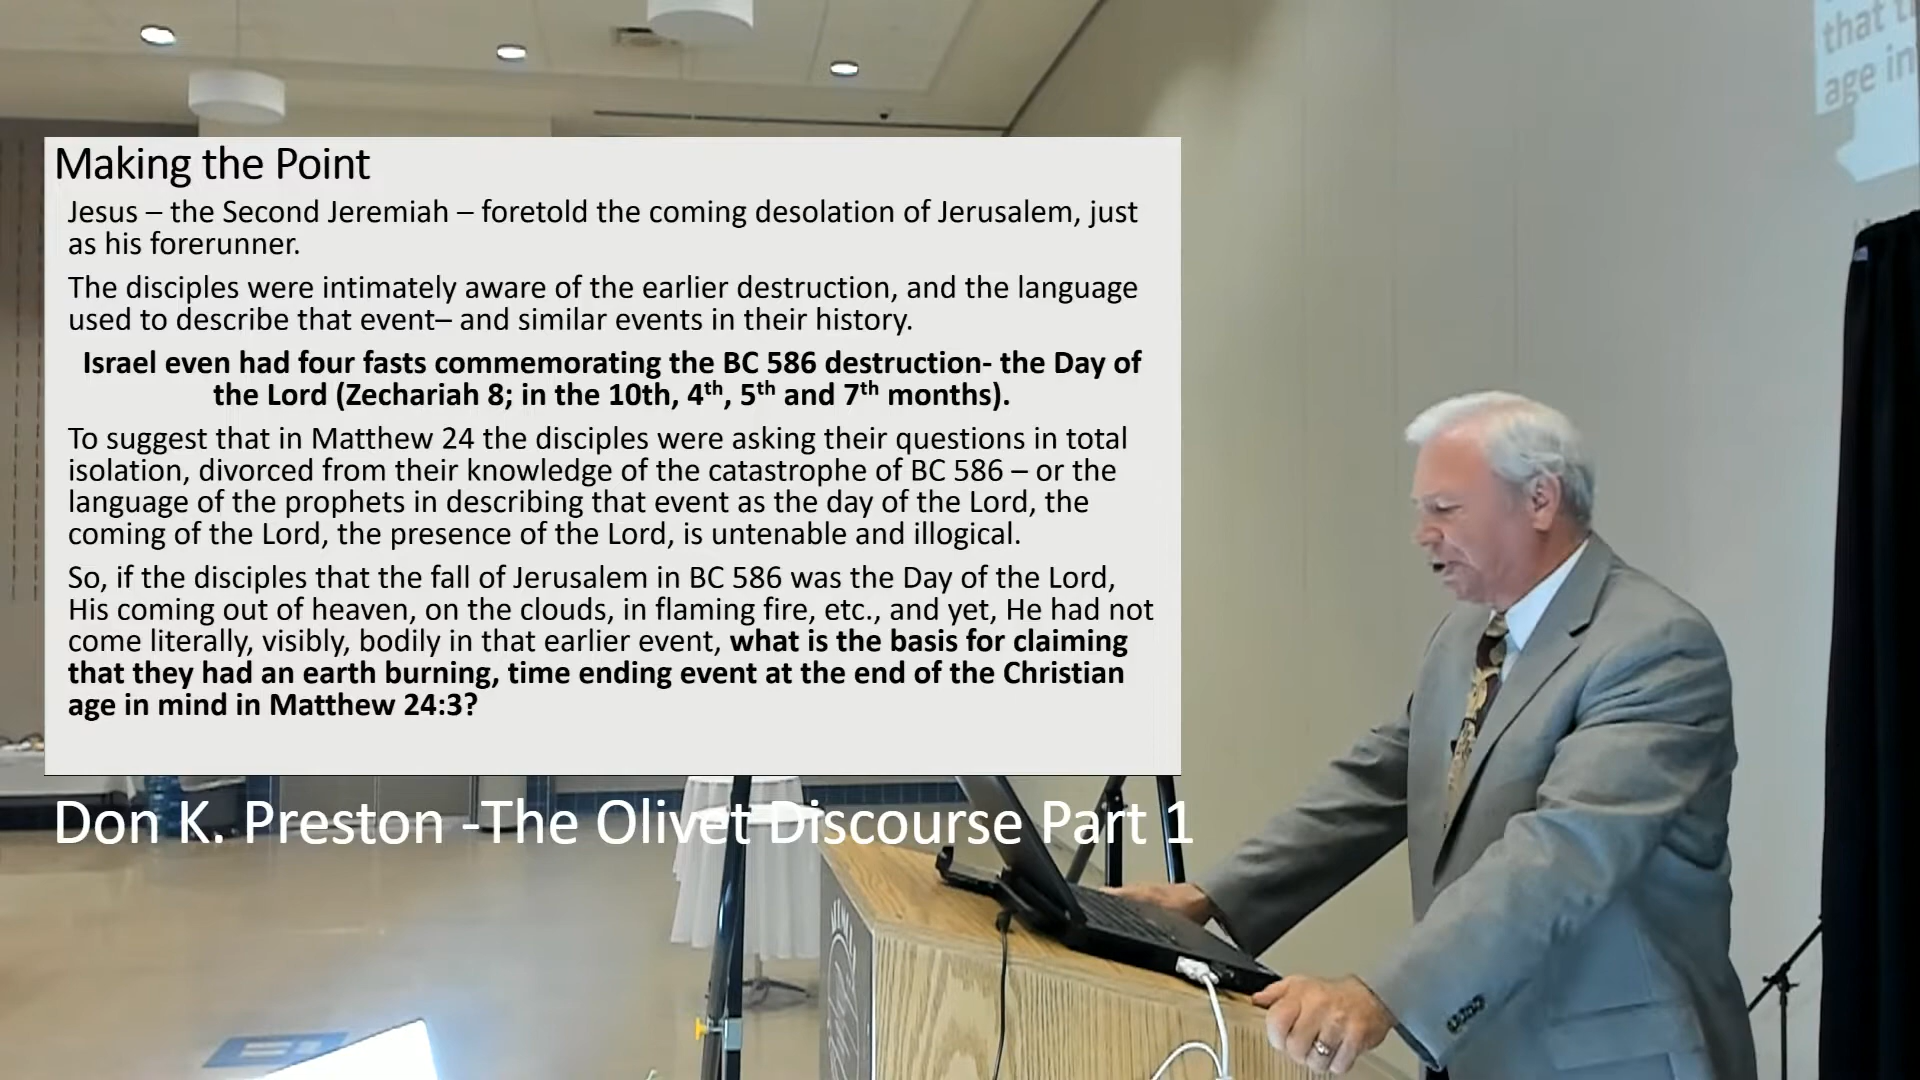 that t
age in
Making the Point
Jesus – the Second Jeremiah – foretold the coming desolation of Jerusalem, just
as his forerunner.
The disciples were intimately aware of the earlier destruction, and the language
used to describe that event– and similar events in their history.
Israel even had four fasts commemorating the BC 586 destruction- the Day of
the Lord (Zechariah 8; in the 10th, 4th, 5th and 7th months).
To suggest that in Matthew 24 the disciples were asking their questions in total
isolation, divorced from their knowledge of the catastrophe of BC 586 – or the
language of the prophets in describing that event as the day of the Lord, the
coming of the Lord, the presence of the Lord, is untenable and illogical.
So, if the disciples that the fall of Jerusalem in BC 586 was the Day of the Lord,
His coming out of heaven, on the clouds, in flaming fire, etc., and yet, He had not
come literally, visibly, bodily in that earlier event, what is the basis for claiming
that they had an earth burning, time ending event at the end of the Christian
age in mind in Matthew 24:3?
Don K. Preston -The Olivet Discourse Part 1